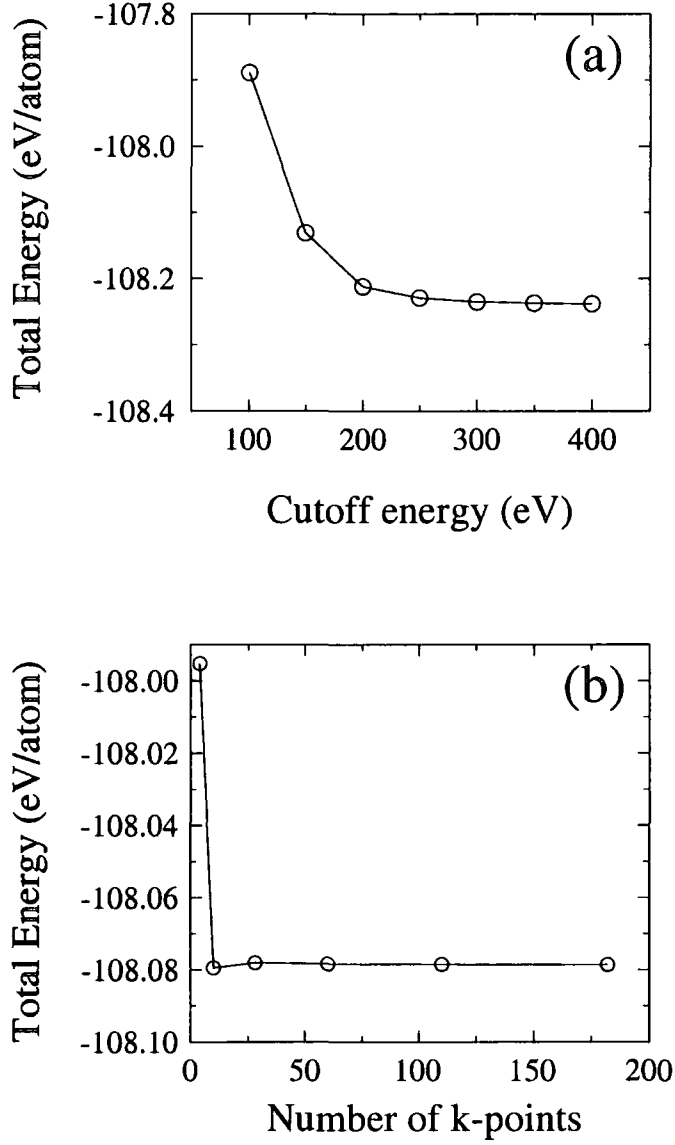 (a)
Total Energy (eV/atom)
-107.8
-108.0
-108.2
-108.4
100 200 300 400
Cutoff energy (eV)
(b)
Total Energy (eV/atom)
-108.00
-108.02
-108.04
-108.06
-108.08
-108.10
0 50 100 150 200
Number of k-points